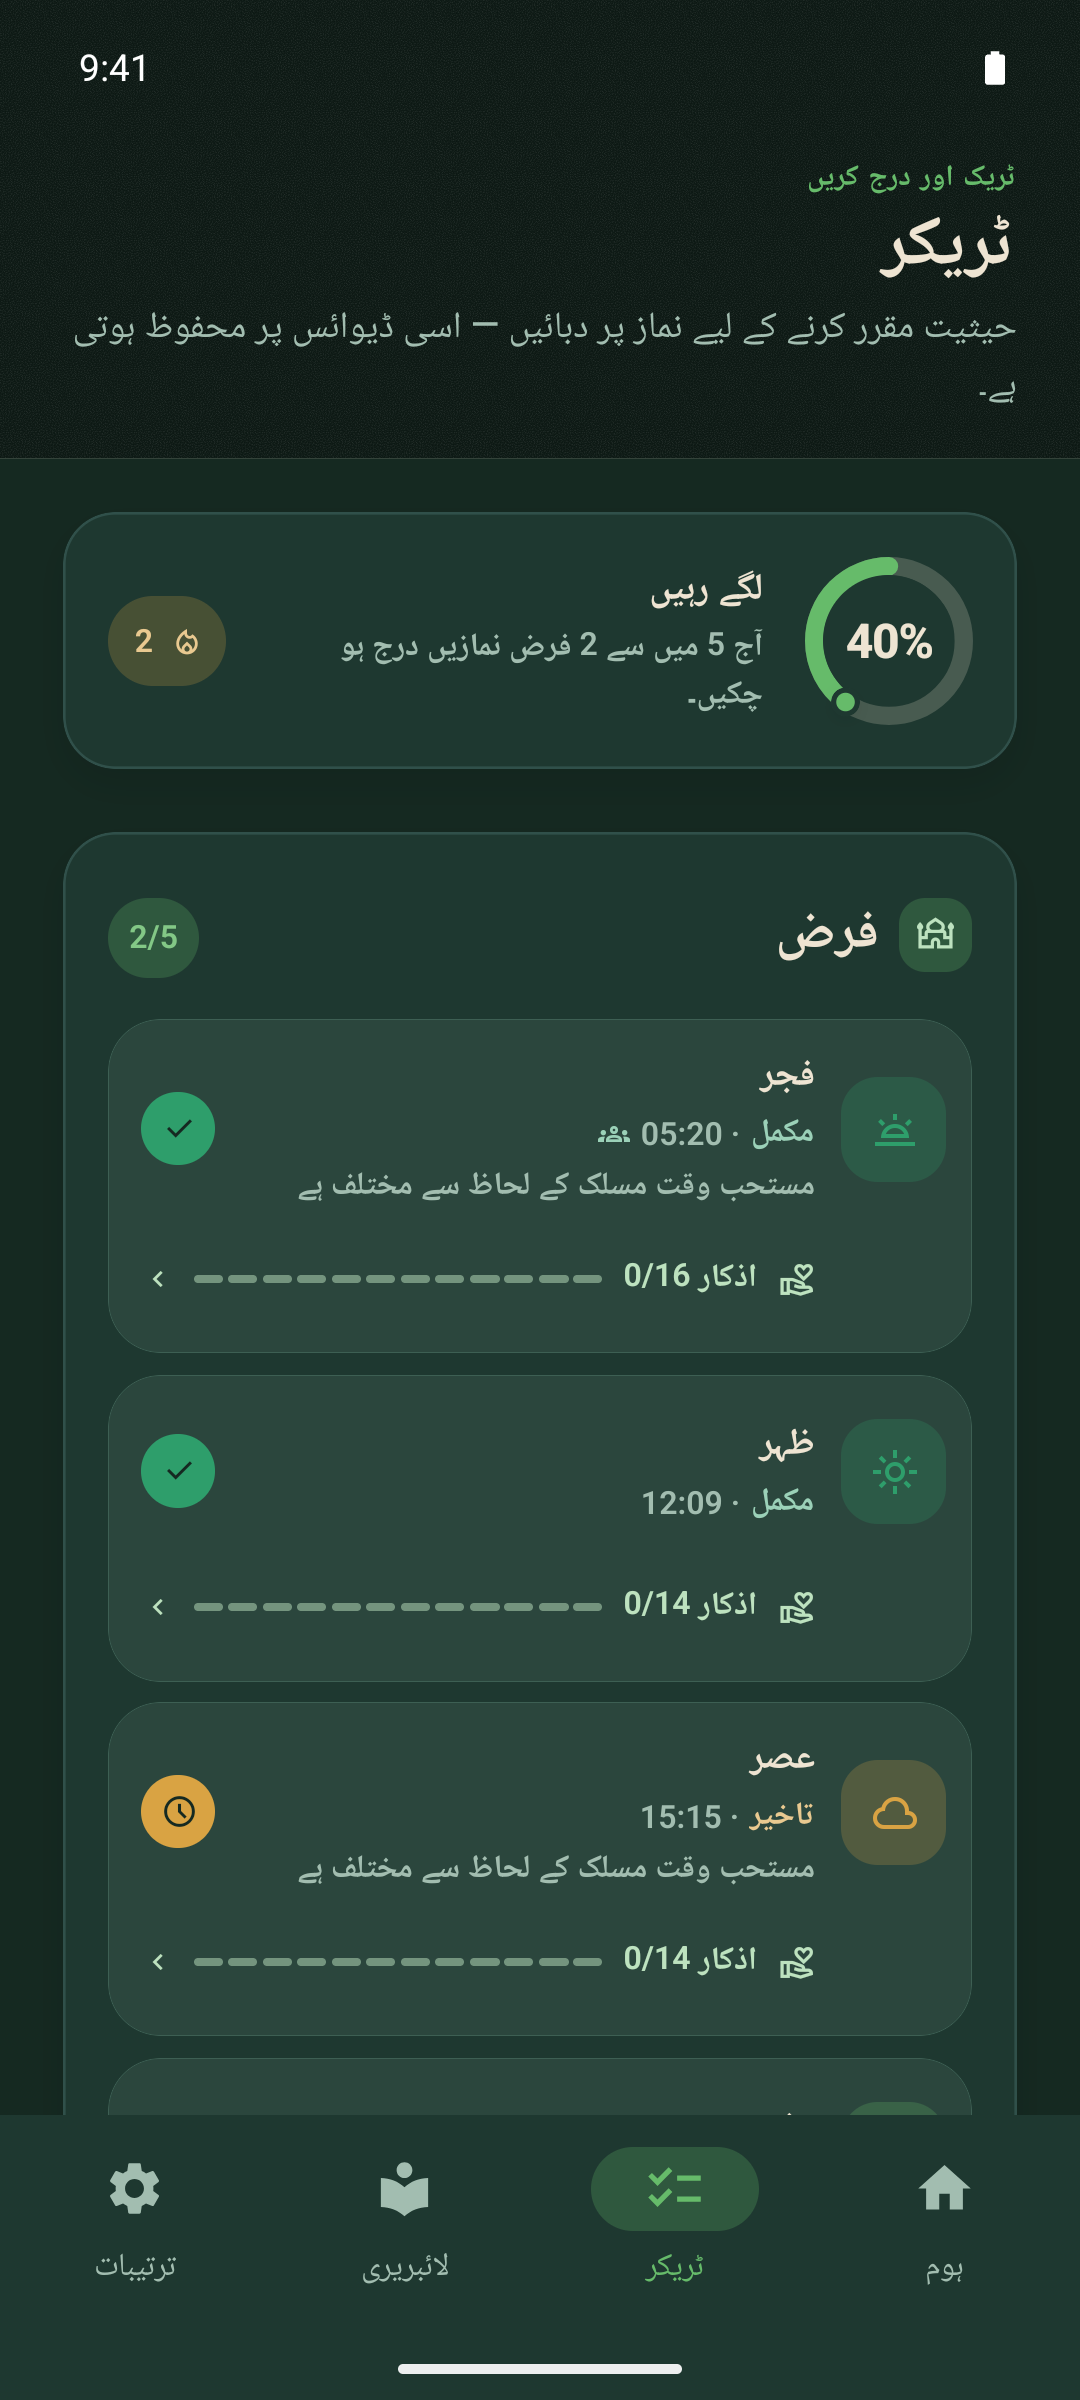 9:41
ٹریک اور درج کریں
ٹریکر
حیثیت مقرر کرنے کے لیے نماز پر دبائیں — اسی ڈیوائس پر محفوظ ہوتی
ہے۔
40%
لگے رہیں
آج 5 میں سے 2 فرض نمازیں درج ہو
چکیں۔
2
فرض
2/5
فجر
مکمل · 05:20
مستحب وقت مسلک کے لحاظ سے مختلف ہے
اذکار 0/16
ظہر
مکمل · 12:09
اذکار 0/14
عصر
تاخیر · 15:15
مستحب وقت مسلک کے لحاظ سے مختلف ہے
اذکار 0/14
ہوم
ٹریکر
لائبریری
ترتیبات